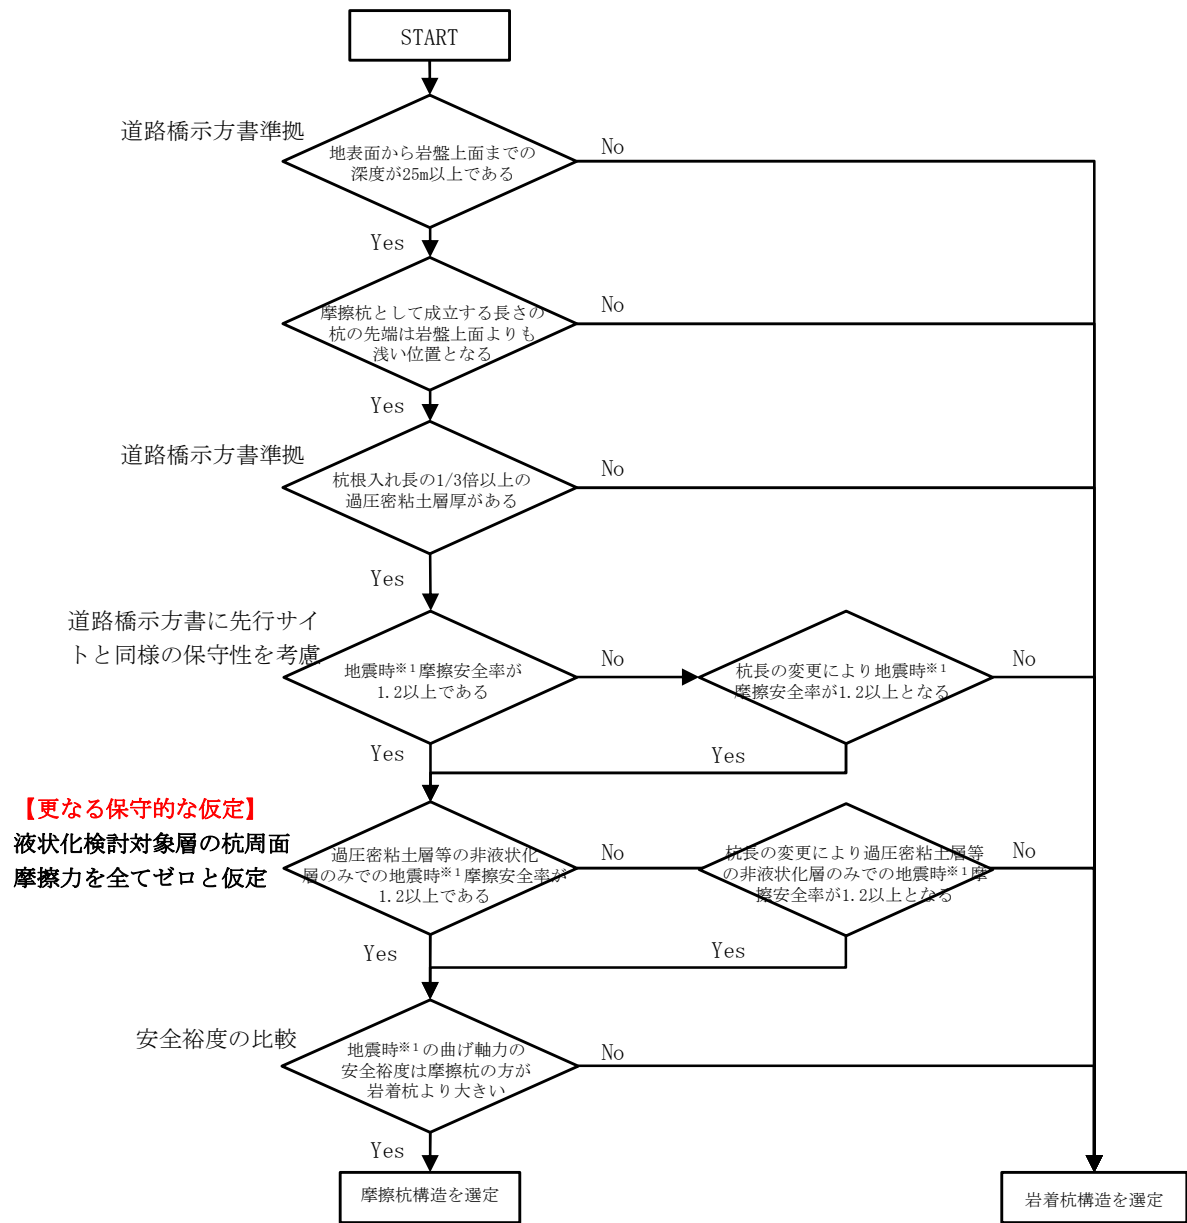 START
道路橋示方書準拠
地表面から岩盤上面までの
深度が25m以上である
No
Yes
摩擦杭として成立する長さの
杭の先端は岩盤上面よりも
浅い位置となる
No
Yes
道路橋示方書準拠
杭根入れ長の1/3倍以上の
過圧密粘土層厚がある
No
Yes
道路橋示方書に先行サイ
トと同様の保守性を考慮
地震時※1摩擦安全率が
1.2以上である
No
杭長の変更により地震時※1
摩擦安全率が1.2以上となる
No
Yes
Yes
【更なる保守的な仮定】
液状化検討対象層の杭周面
摩擦力を全てゼロと仮定
過圧密粘土層等の非液状化
層のみでの地震時※1摩擦安全率が
1.2以上である
No
杭長の変更により過圧密粘土層等
の非液状化層のみでの地震時※1摩
擦安全率が1.2以上となる
No
Yes
Yes
安全裕度の比較
地震時※1の曲げ軸力の
安全裕度は摩擦杭の方が
岩着杭より大きい
No
Yes
摩擦杭構造を選定
岩着杭構造を選定